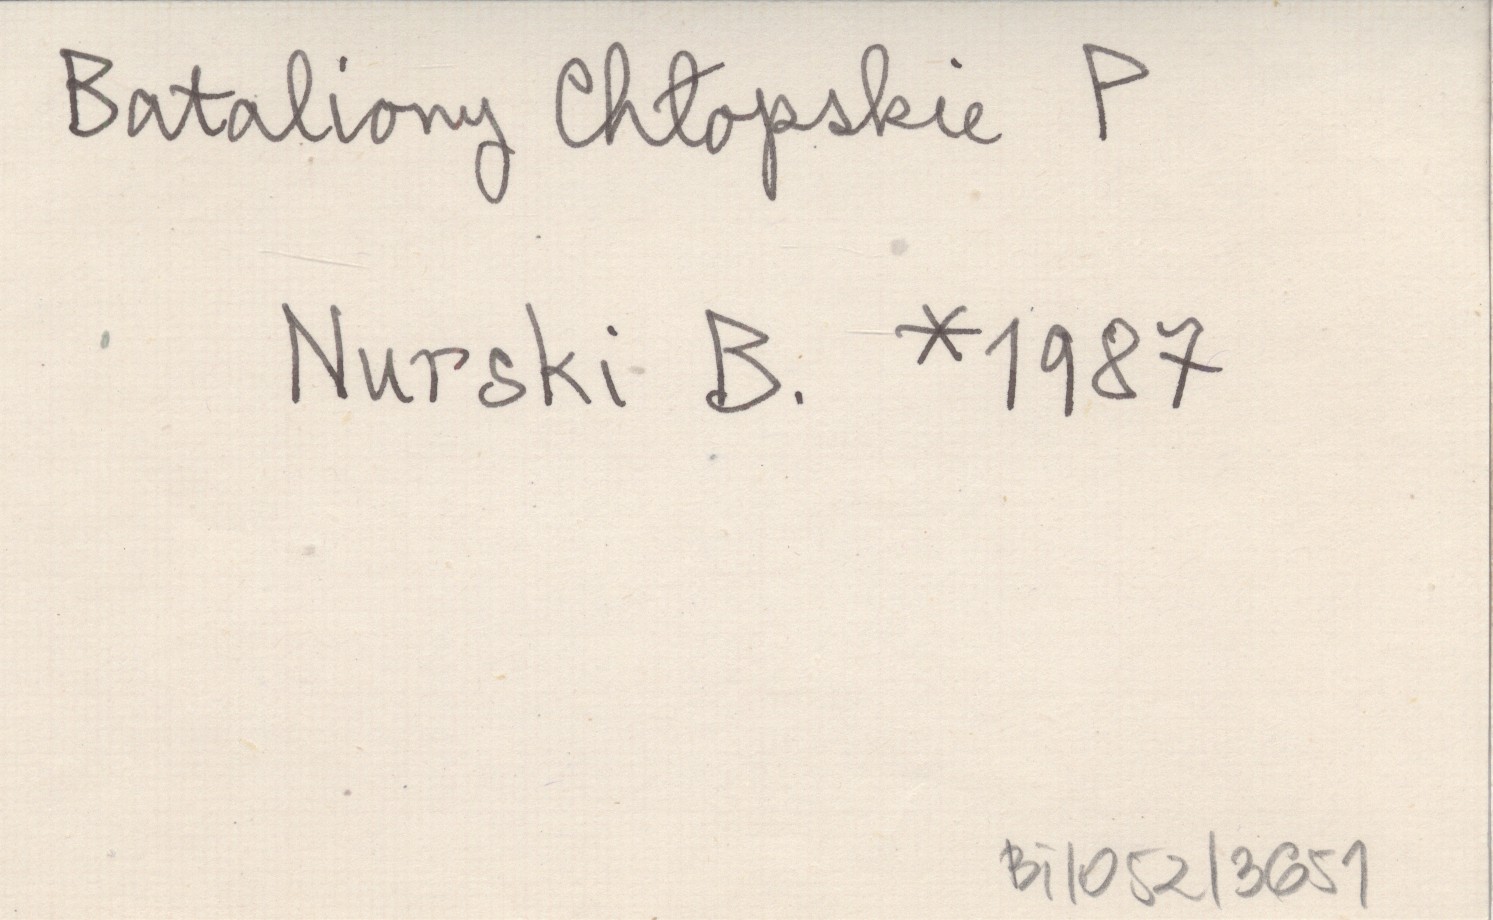 Bataliony Chłopskie P
Nurski B. *1987
Bi/052/3651